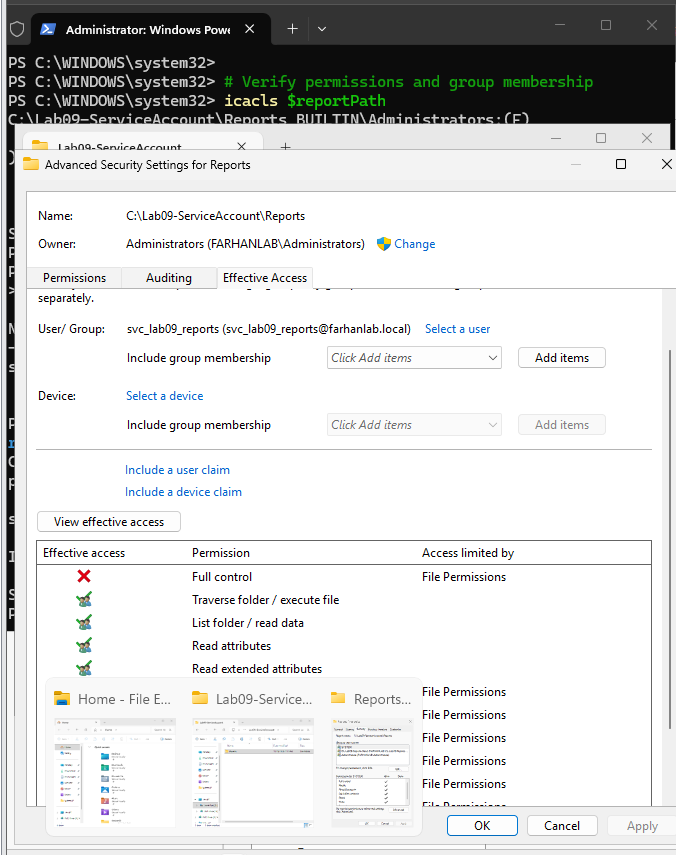 Administrator: Windows Powe
PS C:\WINDOWS\system32>
PS C:\WINDOWS\system32> # Verify permissions and group membership
PS C:\WINDOWS\system32> icacls $reportPath
C:\Lab09-ServiceAccount\Reports BUILTIN\Administrators:(F)
Lab09-ServiceAccount
Advanced Security Settings for Reports
Name: C:\Lab09-ServiceAccount\Reports
Owner: Administrators (FARHANLAB\Administrators) Change
Permissions Auditing Effective Access
separately.
User/ Group: svc_lab09_reports (svc_lab09_reports@farhanlab.local) Select a user
Include group membership Click Add items Add items
Device: Select a device
Include group membership Click Add items Add items
Include a user claim
Include a device claim
View effective access
Effective access Permission Access limited by
Full control File Permissions
Traverse folder / execute file
List folder / read data
Read attributes
Read extended attributes
File Permissions
File Permissions
File Permissions
File Permissions
File Permissions
File Permissions
Home - File E...
Lab09-Service...
Reports...
OK Cancel Apply